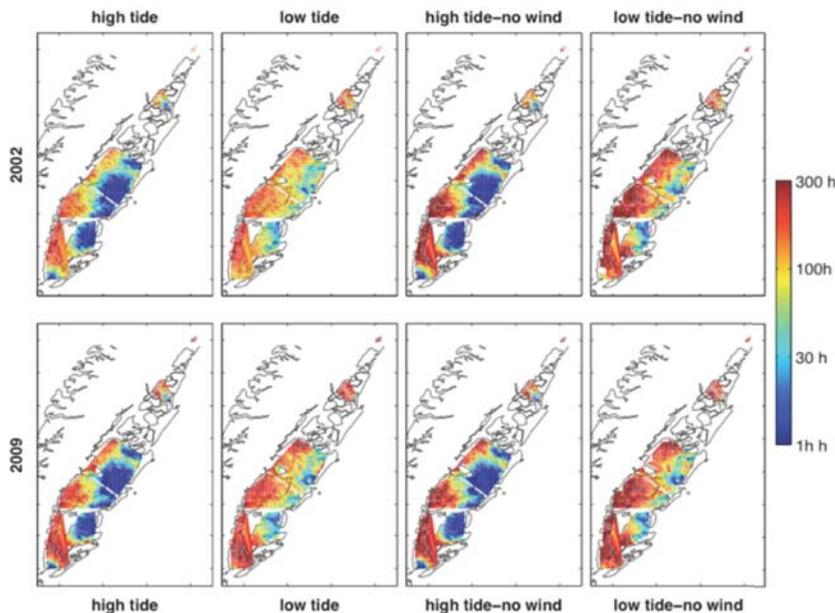 high tide low tide high tide–no wind low tide–no wind
2002
300 h
100h
30 h
1h h
2009
high tide low tide high tide–no wind low tide–no wind